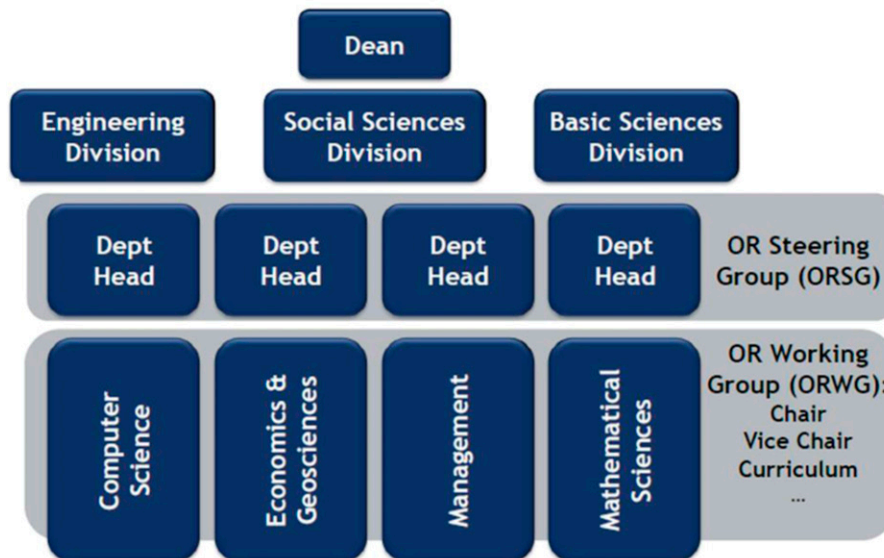 Dean
Engineering
Division
Social Sciences
Division
Basic Sciences
Division
Dept
Head
Dept
Head
Dept
Head
Dept
Head
OR Steering
Group (ORSG)
Computer
Science
Economics &
Geosciences
Management
Mathematical
Sciences
OR Working
Group (ORWG):
Chair
Vice Chair
Curriculum
...